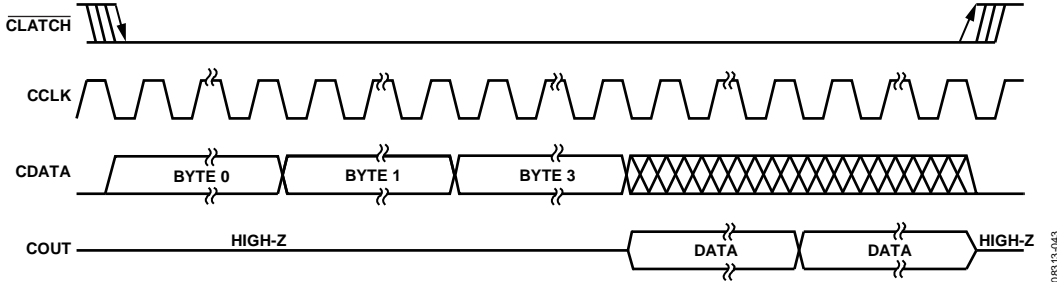 CLATCH
CCLK
CDATA BYTE 0 BYTE 1 BYTE 3
COUT HIGH-Z DATA DATA HIGH-Z
08313-043